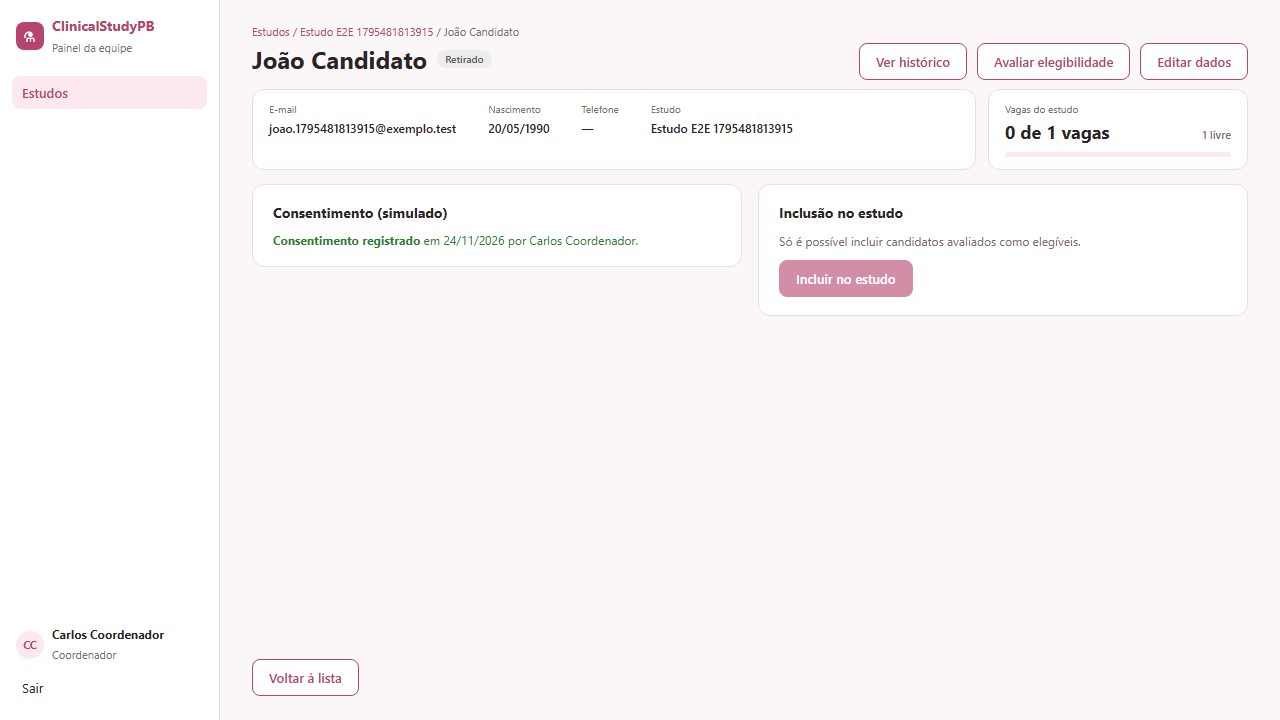 ClinicalStudyPB
Painel da equipe
Estudos
Estudos / Estudo E2E 1795481813915 / João Candidato
João Candidato
Retirado
Ver histórico
Avaliar elegibilidade
Editar dados
E-mail
joao.1795481813915@exemplo.test
Nascimento
20/05/1990
Telefone
—
Estudo
Estudo E2E 1795481813915
Vagas do estudo
0 de 1 vagas
1 livre
Consentimento (simulado)
Consentimento registrado em 24/11/2026 por Carlos Coordenador.
Inclusão no estudo
Só é possível incluir candidatos avaliados como elegíveis.
Incluir no estudo
CC
Carlos Coordenador
Coordenador
Sair
Voltar à lista